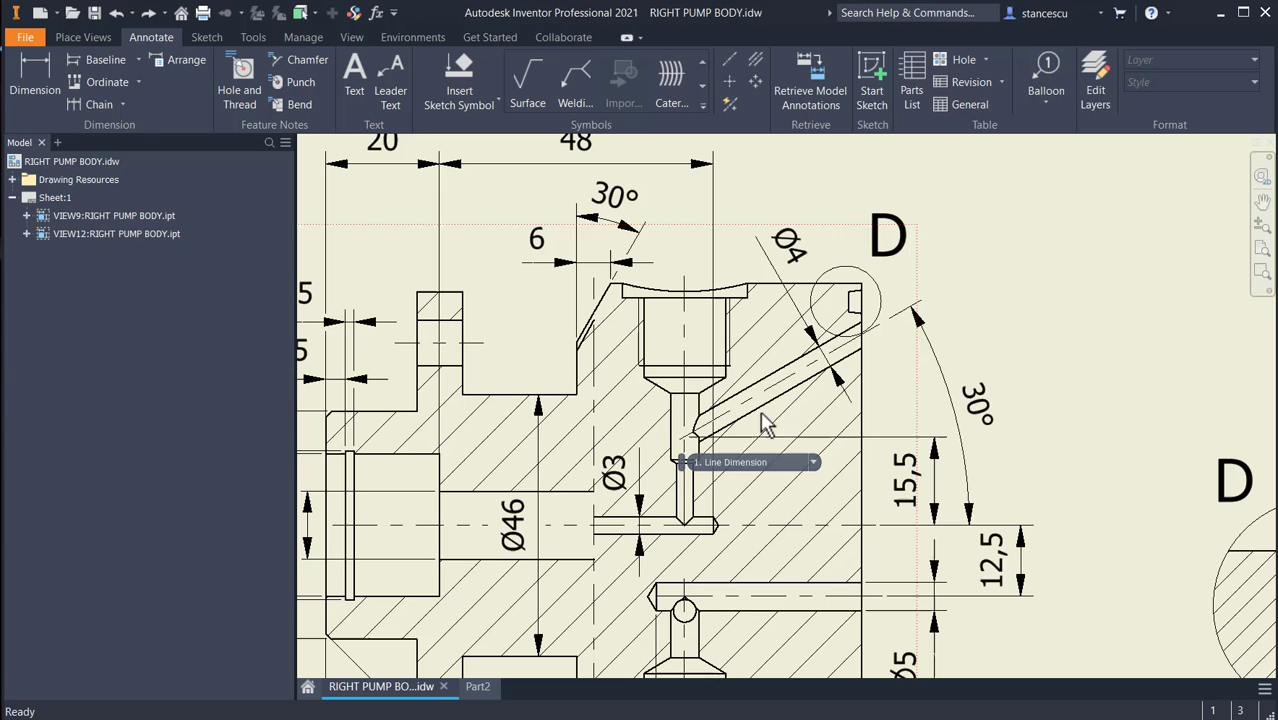 Autodesk Inventor Professional 2021 RIGHT PUMP BODY.idw
Search Help & Commands...
stancescu
File Place Views Annotate Sketch Tools Manage View Environments Get Started Collaborate
Dimension
Baseline
Arrange
Ordinate
Chain
Dimension
Hole and
Thread
Chamfer
Punch
Bend
Feature Notes
Text
Leader
Text
Text
Insert
Sketch Symbol
Surface
Weldi...
Impor...
Cater...
Symbols
Retrieve Model
Annotations
Retrieve
Start
Sketch
Sketch
Parts
List
Hole
Revision
General
Table
Balloon
Edit
Layers
Layer
Style
Format
Model
RIGHT PUMP BODY.idw
Drawing Resources
Sheet:1
VIEW9:RIGHT PUMP BODY.ipt
VIEW12:RIGHT PUMP BODY.ipt
20
48
30°
6
Ø4
D
5
5
30°
1. Line Dimension
Ø3
15,5
D
Ø46
12,5
Ø5
RIGHT PUMP BO...idw
Part2
Ready
1 3